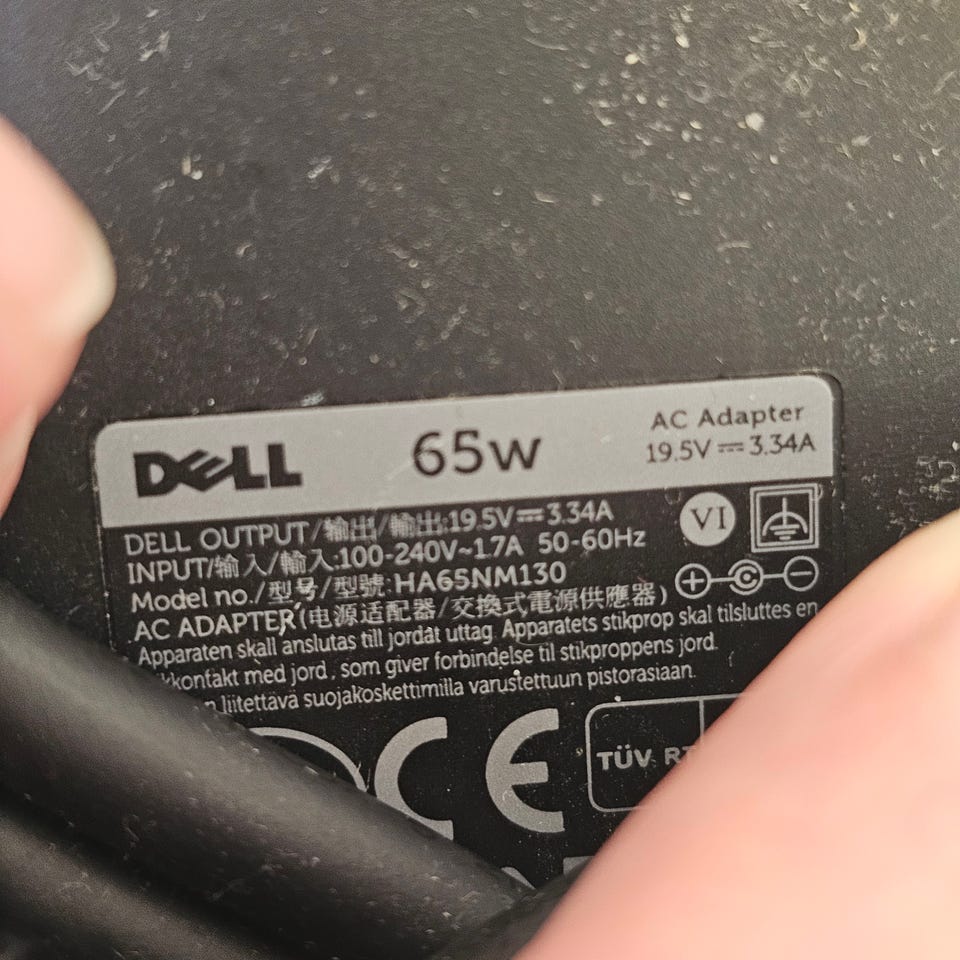 DELL
65W
AC Adapter
19.5V⎓3.34A
DELL OUTPUT/输出/輸出:19.5V⎓3.34A
INPUT/输入/輸入:100-240V~1.7A 50-60Hz
Model no./型号/型號:HA65NM130
AC ADAPTER(电源适配器/交換式電源供應器)
VI
Apparaten skall anslutas till jordat uttag. Apparatets stikprop skal tilsluttes en
med jord, som giver forbindelse til stikproppens jord.
liitettävä suojakoskettimilla varustettuun pistorasiaan.
CE
TÜV